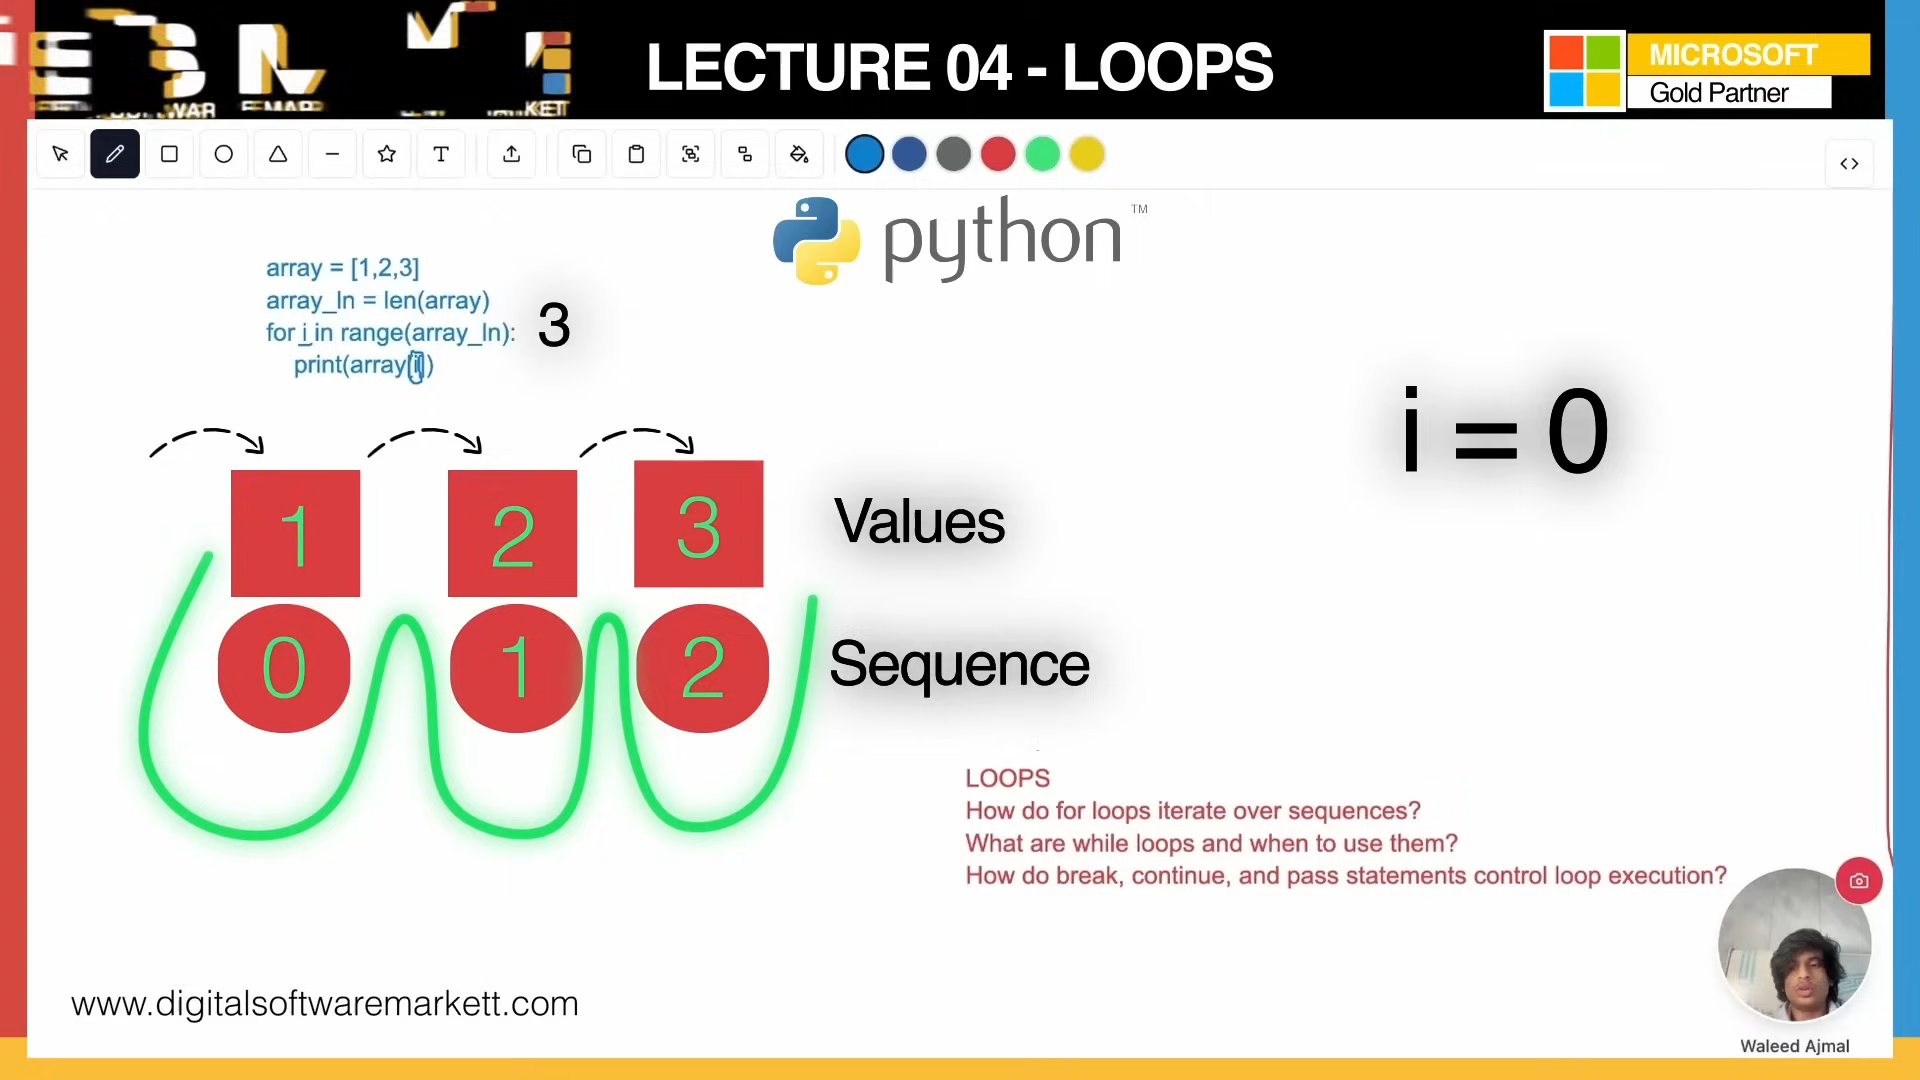 LECTURE 04 - LOOPS
MICROSOFT
Gold Partner
T
python™
array = [1,2,3]
array_ln = len(array)
for i in range(array_ln):
print(array[i])
3
i = 0
1 2 3
Values
0 1 2
Sequence
LOOPS
How do for loops iterate over sequences?
What are while loops and when to use them?
How do break, continue, and pass statements control loop execution?
www.digitalsoftwaremarkett.com
Waleed Ajmal